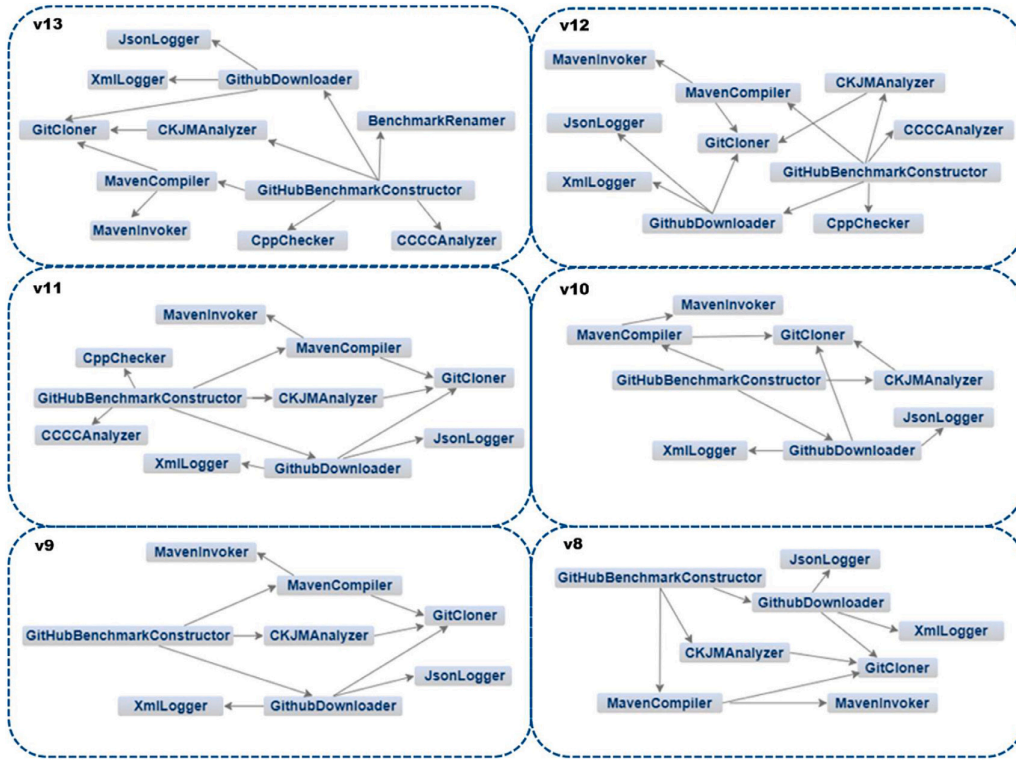 v13
JsonLogger
XmlLogger
GithubDownloader
GitCloner
CKJMAnalyzer
BenchmarkRenamer
MavenCompiler
GitHubBenchmarkConstructor
MavenInvoker
CppChecker
CCCCAnalyzer
v12
MavenInvoker
MavenCompiler
CKJMAnalyzer
JsonLogger
GitCloner
CCCCAnalyzer
XmlLogger
GitHubBenchmarkConstructor
GithubDownloader
CppChecker
v11
MavenInvoker
MavenCompiler
CppChecker
GitCloner
GitHubBenchmarkConstructor
CKJMAnalyzer
CCCCAnalyzer
JsonLogger
XmlLogger
GithubDownloader
v10
MavenInvoker
MavenCompiler
GitCloner
GitHubBenchmarkConstructor
CKJMAnalyzer
JsonLogger
XmlLogger
GithubDownloader
v9
MavenInvoker
MavenCompiler
GitCloner
GitHubBenchmarkConstructor
CKJMAnalyzer
JsonLogger
XmlLogger
GithubDownloader
v8
JsonLogger
GitHubBenchmarkConstructor
GithubDownloader
XmlLogger
CKJMAnalyzer
GitCloner
MavenCompiler
MavenInvoker